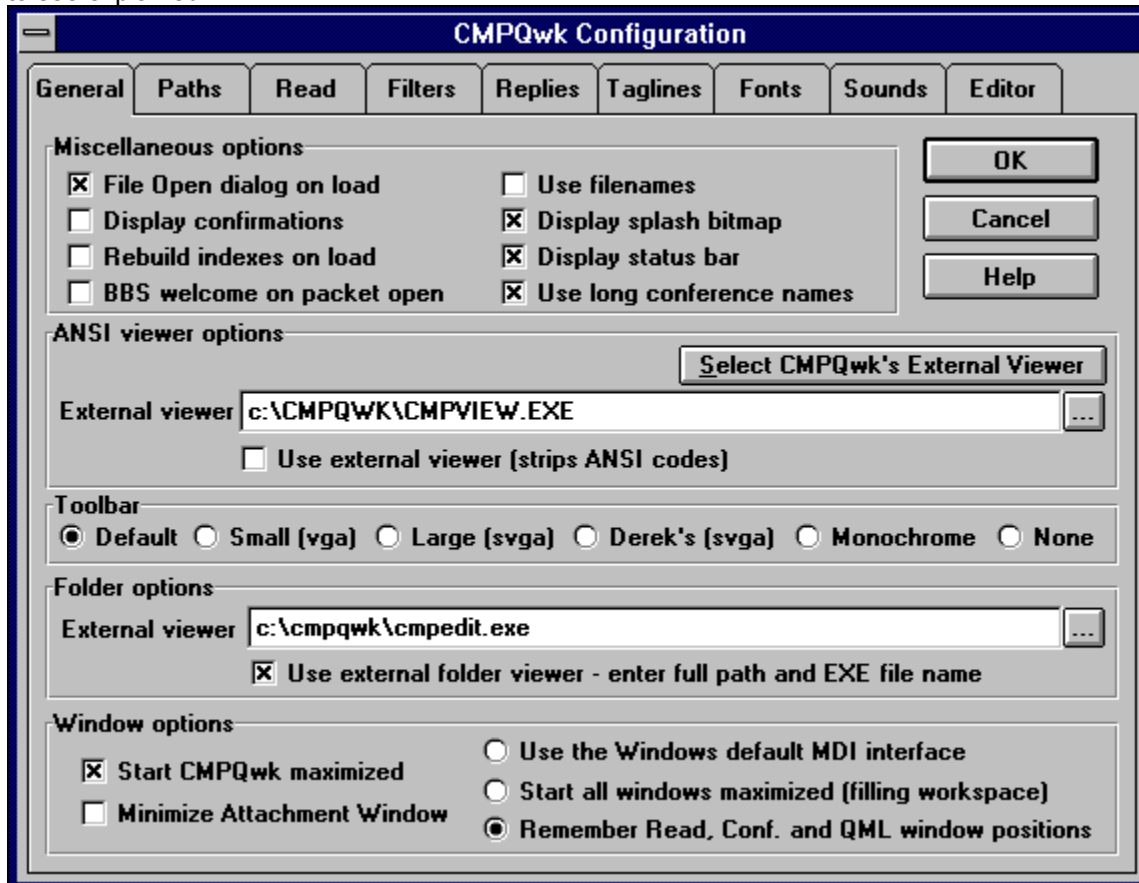 CMPQwk Configuration
General Paths Read Filters Replies Taglines Fonts Sounds Editor
Miscellaneous options
File Open dialog on load
Display confirmations
Rebuild indexes on load
BBS welcome on packet open
Use filenames
Display splash bitmap
Display status bar
Use long conference names
OK
Cancel
Help
ANSI viewer options
Select CMPQwk's External Viewer
External viewer c:\CMPQWK\CMPVIEW.EXE ...
Use external viewer (strips ANSI codes)
Toolbar
Default Small (vga) Large (svga) Derek's (svga) Monochrome None
Folder options
External viewer c:\cmpqwk\cmpedit.exe ...
Use external folder viewer - enter full path and EXE file name
Window options
Start CMPQwk maximized
Minimize Attachment Window
Use the Windows default MDI interface
Start all windows maximized (filling workspace)
Remember Read, Conf. and QML window positions